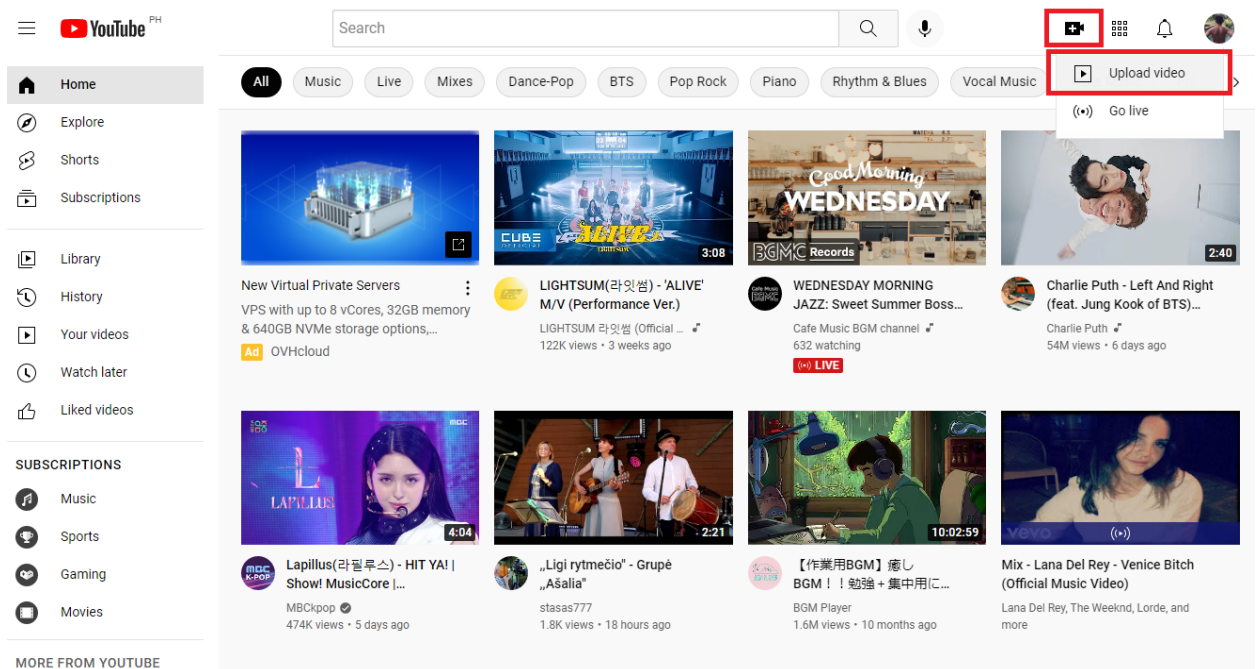 YouTube PH
Search
Upload video
Go live
Home
Explore
Shorts
Subscriptions
Library
History
Your videos
Watch later
Liked videos
SUBSCRIPTIONS
Music
Sports
Gaming
Movies
MORE FROM YOUTUBE
All
Music
Live
Mixes
Dance-Pop
BTS
Pop Rock
Piano
Rhythm & Blues
Vocal Music
New Virtual Private Servers
VPS with up to 8 vCores, 32GB memory
& 640GB NVMe storage options,...
Ad OVHcloud
CUBE
ALIVE
LIGHTSUM
3:08
LIGHTSUM(라잇썸) - 'ALIVE'
M/V (Performance Ver.)
LIGHTSUM 라잇썸 (Official ...
122K views • 3 weeks ago
Good Morning
WEDNESDAY
BGMC Records
Cafe Music
WEDNESDAY MORNING
JAZZ: Sweet Summer Boss...
Cafe Music BGM channel
632 watching
LIVE
2:40
Charlie Puth - Left And Right
(feat. Jung Kook of BTS)...
Charlie Puth
54M views • 6 days ago
mbc
L
LAPILLUS
4:04
MBC
K-POP
Lapillus(라필루스) - HIT YA! |
Show! MusicCore |...
MBCkpop
474K views • 5 days ago
2:21
„Ligi rytmečio" - Grupė
„Ašalia"
stasas777
1.8K views • 18 hours ago
10:02:59
【作業用BGM】癒し
BGM！！勉強＋集中用に...
BGM Player
1.6M views • 10 months ago
vevo
Mix - Lana Del Rey - Venice Bitch
(Official Music Video)
Lana Del Rey, The Weeknd, Lorde, and
more